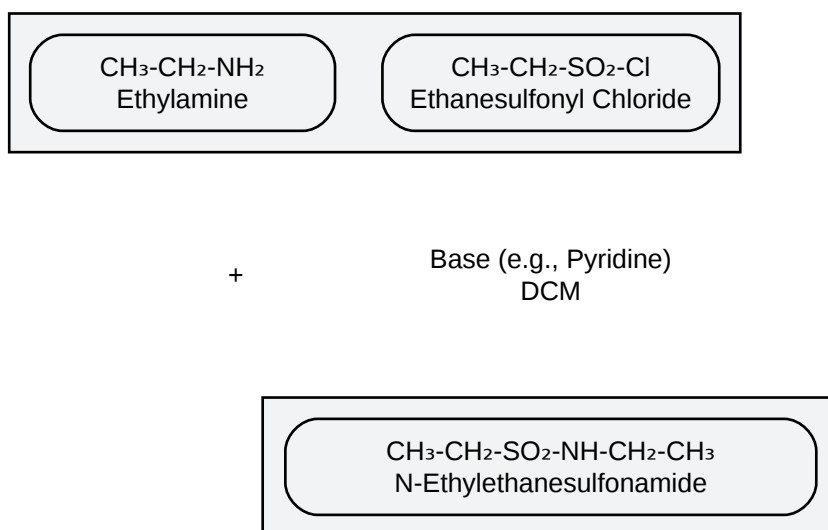 CH₃-CH₂-NH₂
Ethylamine
CH₃-CH₂-SO₂-Cl
Ethanesulfonyl Chloride
+
Base (e.g., Pyridine)
DCM
CH₃-CH₂-SO₂-NH-CH₂-CH₃
N-Ethylethanesulfonamide